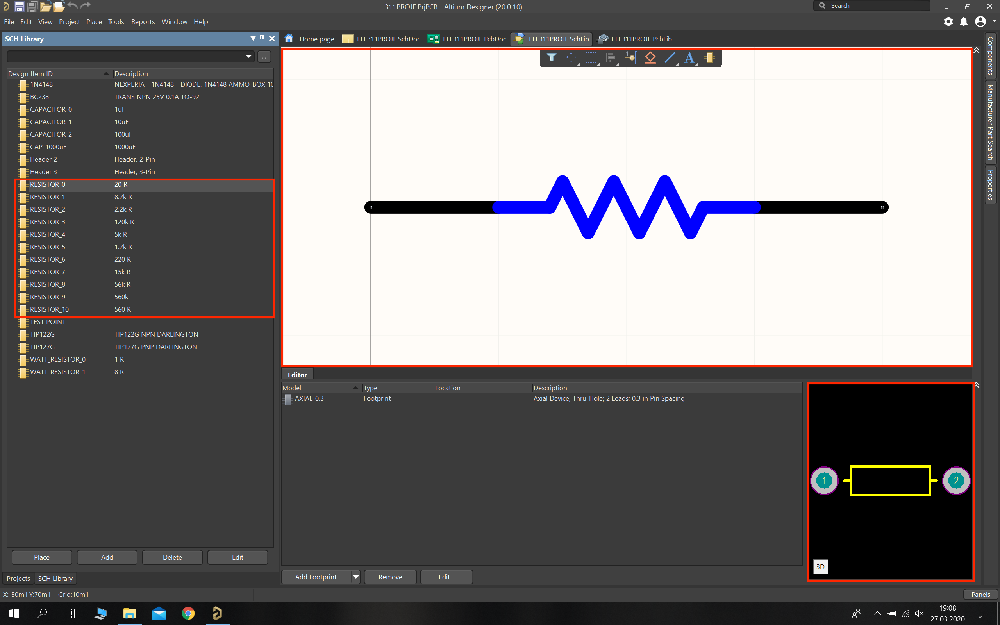 311PROJE.PrjPCB - Altium Designer (20.0.10)
Search
File Edit View Project Place Tools Reports Window Help
SCH Library
Home page ELE311PROJE.SchDoc ELE311PROJE.PcbDoc ELE311PROJE.SchLib ELE311PROJE.PcbLib
...
Design Item ID Description
1N4148 NEXPERIA - 1N4148 - DIODE, 1N4148 AMMO-BOX 10
BC238 TRANS NPN 25V 0.1A TO-92
CAPACITOR_0 1uF
CAPACITOR_1 10uF
CAPACITOR_2 100uF
CAP_1000uF 1000uF
Header 2 Header, 2-Pin
Header 3 Header, 3-Pin
RESISTOR_0 20 R
RESISTOR_1 8.2k R
RESISTOR_2 2.2k R
RESISTOR_3 120k R
RESISTOR_4 5k R
RESISTOR_5 1.2k R
RESISTOR_6 220 R
RESISTOR_7 15k R
RESISTOR_8 56k R
RESISTOR_9 560k
RESISTOR_10 560 R
TEST POINT
TIP122G TIP122G NPN DARLINGTON
TIP127G TIP127G PNP DARLINGTON
WATT_RESISTOR_0 1 R
WATT_RESISTOR_1 8 R
Place Add Delete Edit
Projects SCH Library
Components
Manufacturer Part Search
Properties
Editor
Model Type Location Description
AXIAL-0.3 Footprint Axial Device, Thru-Hole; 2 Leads; 0.3 in Pin Spacing
1 2
3D
Add Footprint Remove Edit...
X:-50mil Y:70mil Grid:10mil
Panels
19:08
27.03.2020